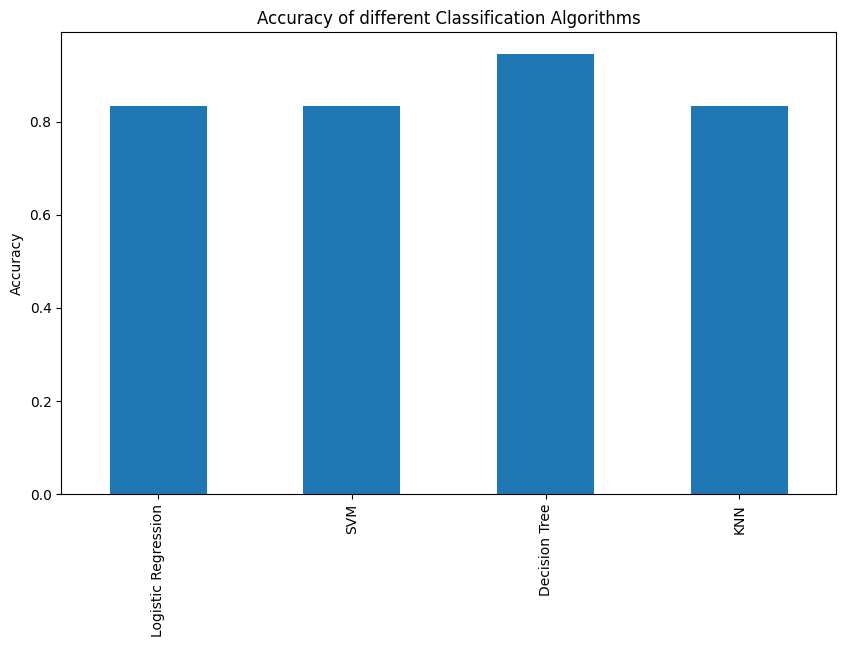 Accuracy of different Classification Algorithms
Accuracy
0.8
0.6
0.4
0.2
0.0
Logistic Regression
SVM
Decision Tree
KNN